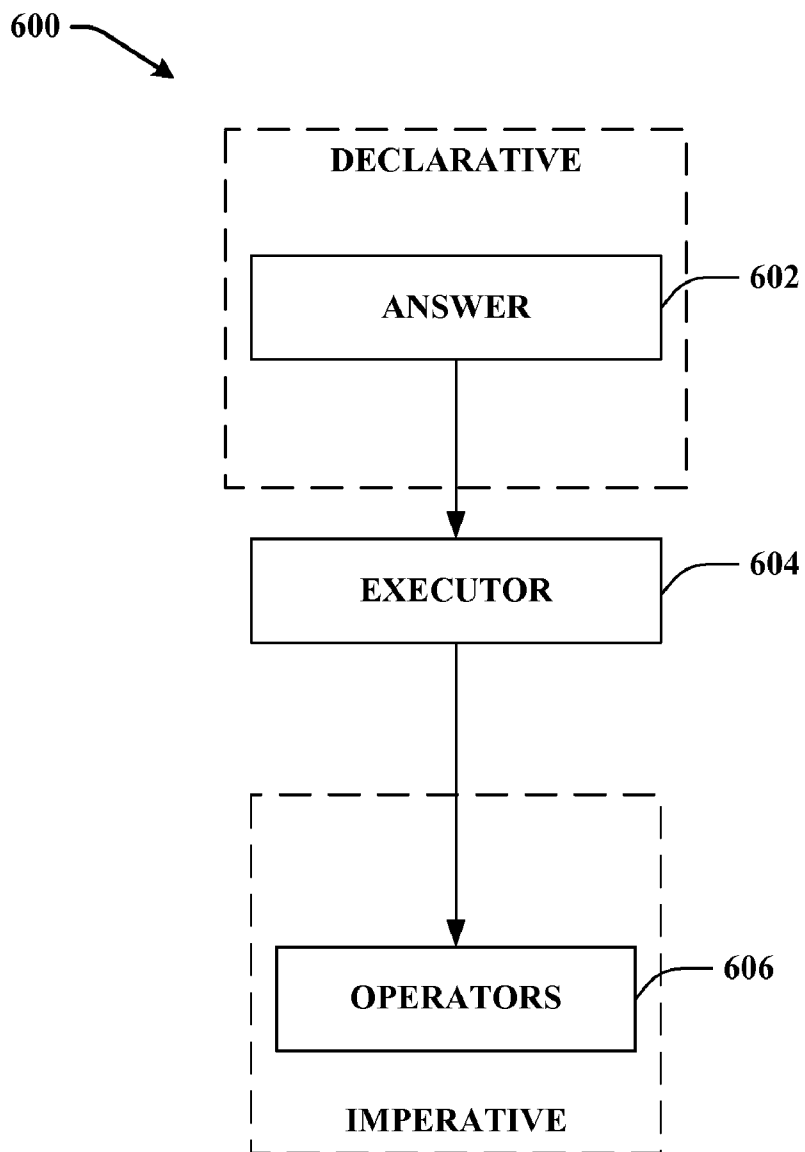 600
DECLARATIVE
602
ANSWER
604
EXECUTOR
606
OPERATORS
IMPERATIVE